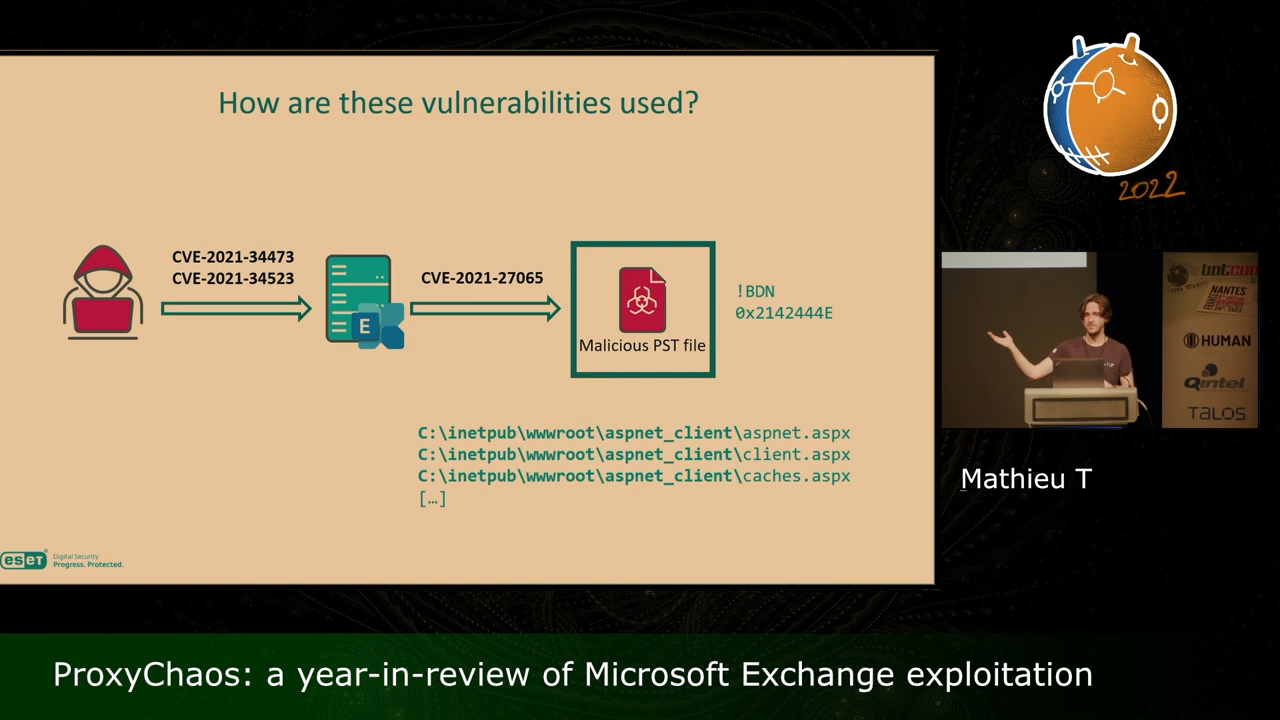 How are these vulnerabilities used?
CVE-2021-34473
CVE-2021-34523
CVE-2021-27065
E
Malicious PST file
!BDN
0x2142444E
C:\inetpub\wwwroot\aspnet_client\aspnet.aspx
C:\inetpub\wwwroot\aspnet_client\client.aspx
C:\inetpub\wwwroot\aspnet_client\caches.aspx
[…]
eseT
Digital Security
Progress. Protected.
2022
botcon
NANTES
HUMAN
Qintel
TALOS
Mathieu T
ProxyChaos: a year-in-review of Microsoft Exchange exploitation